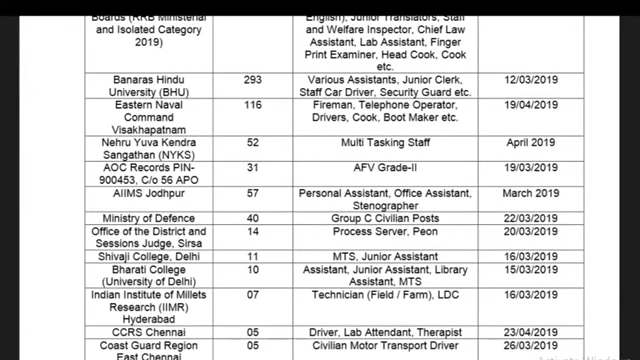 Boards (RRB Ministerial English); Junior Translators, Staff
and Isolated Category and Welfare Inspector, Chief Law
2019) Assistant, Lab Assistant, Finger
Print Examiner, Head Cook, Cook
etc.
Banaras Hindu 293 Various Assistants, Junior Clerk, 12/03/2019
University (BHU) Staff Car Driver, Security Guard etc.
Eastern Naval 116 Fireman, Telephone Operator, 19/04/2019
Command Drivers, Cook, Boot Maker etc.
Visakhapatnam
Nehru Yuva Kendra 52 Multi Tasking Staff April 2019
Sangathan (NYKS)
AOC Records PIN- 31 AFV Grade-II 19/03/2019
900453, C/o 56 APO
AIIMS Jodhpur 57 Personal Assistant, Office Assistant, March 2019
Stenographer
Ministry of Defence 40 Group C Civilian Posts 22/03/2019
Office of the District and 14 Process Server, Peon 20/03/2019
Sessions Judge, Sirsa
Shivaji College, Delhi 11 MTS, Junior Assistant 16/03/2019
Bharati College 10 Assistant, Junior Assistant, Library 15/03/2019
(University of Delhi) Assistant, MTS
Indian Institute of Millets 07 Technician (Field / Farm), LDC 16/03/2019
Research (IIMR)
Hyderabad
CCRS Chennai 05 Driver, Lab Attendant, Therapist 23/04/2019
Coast Guard Region 05 Civilian Motor Transport Driver 26/03/2019
East Chennai